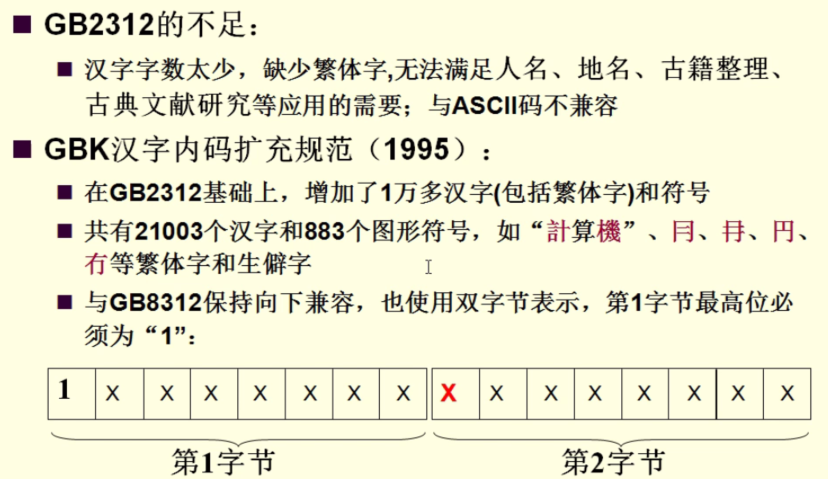 GB2312的不足：
汉字字数太少，缺少繁体字,无法满足人名、地名、古籍整理、
古典文献研究等应用的需要；与ASCII码不兼容
GBK汉字内码扩充规范（1995）：
在GB2312基础上，增加了1万多汉字(包括繁体字)和符号
共有21003个汉字和883个图形符号，如“計算機”、冃、冄、円、
冇等繁体字和生僻字
与GB8312保持向下兼容，也使用双字节表示，第1字节最高位必
须为“1”：
1 X X X X X X X X X X X X X X X
第1字节 第2字节